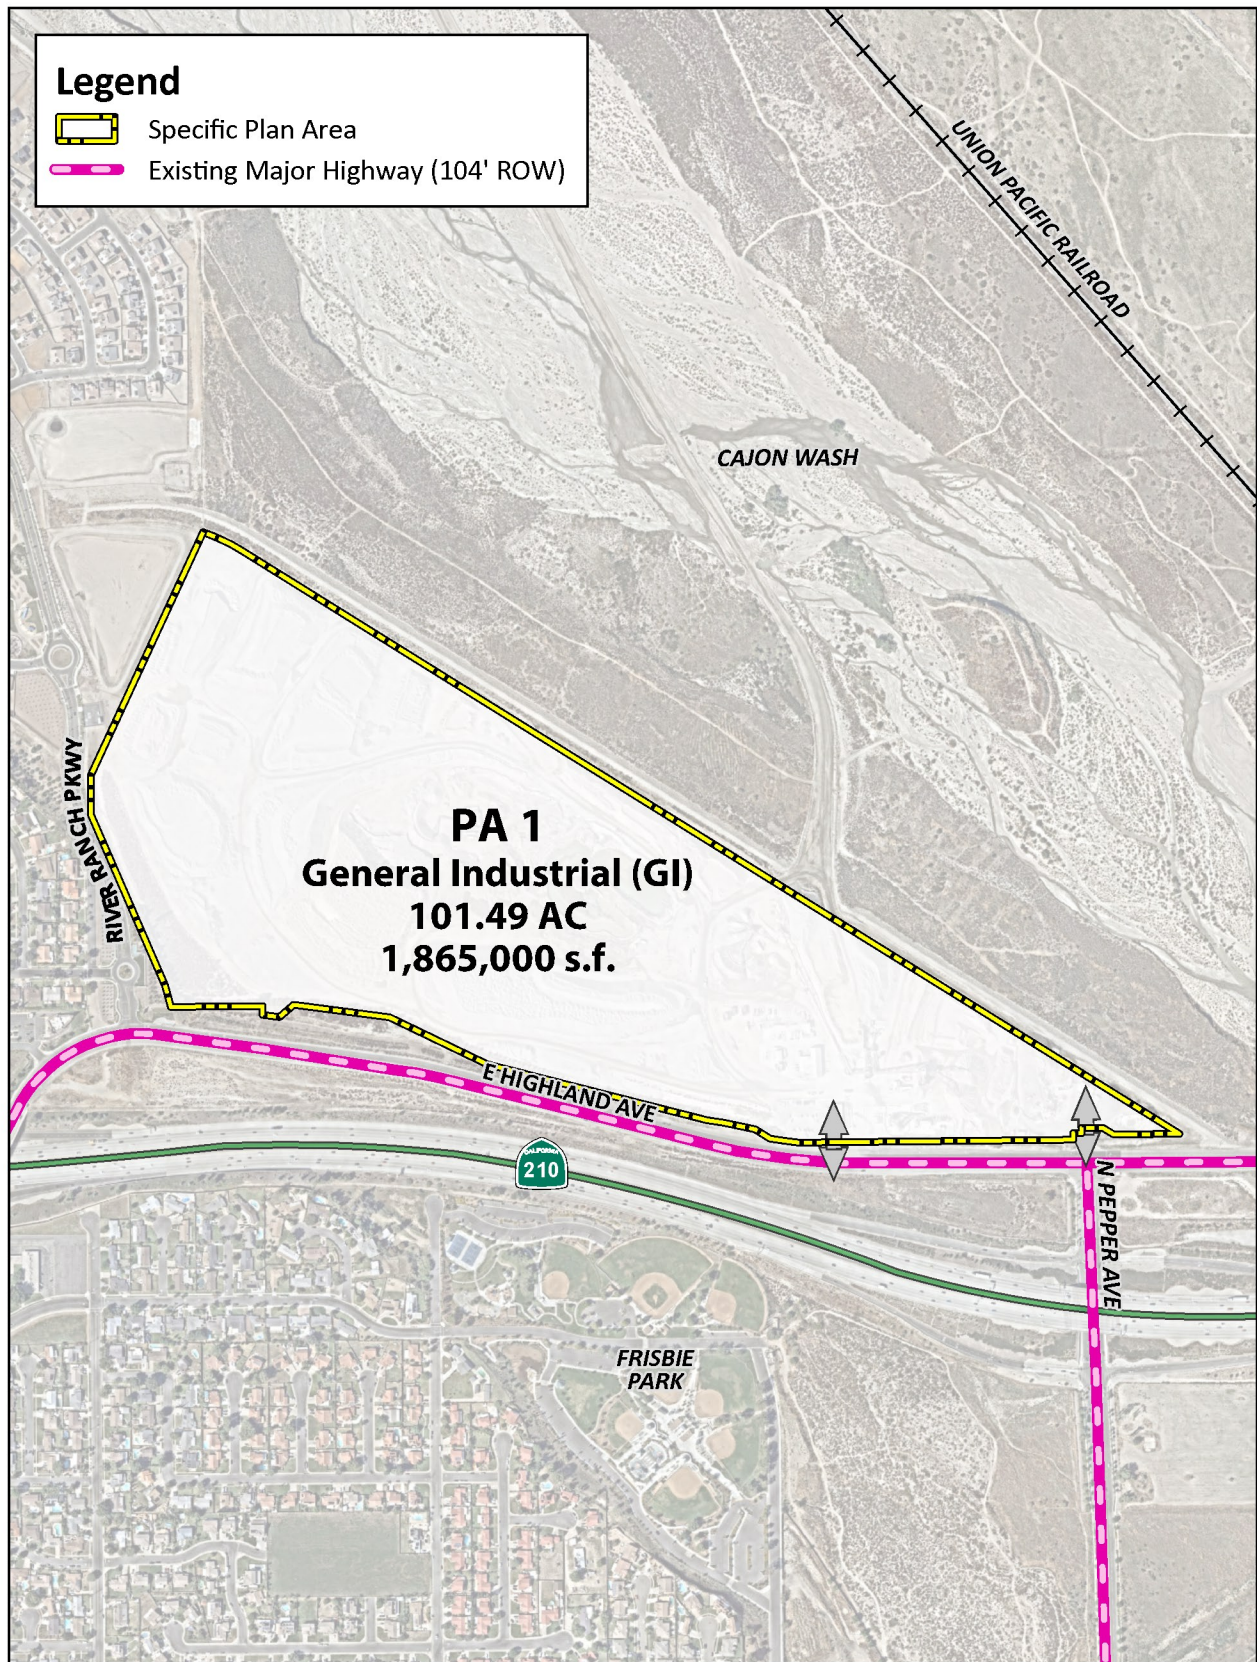 Legend
Specific Plan Area
Existing Major Highway (104' ROW)
UNION PACIFIC RAILROAD
CAJON WASH
RIVER RANCH PKWY
PA 1
General Industrial (GI)
101.49 AC
1,865,000 s.f.
E HIGHLAND AVE
CALIFORNIA
210
N PEPPER AVE
FRISBIE
PARK